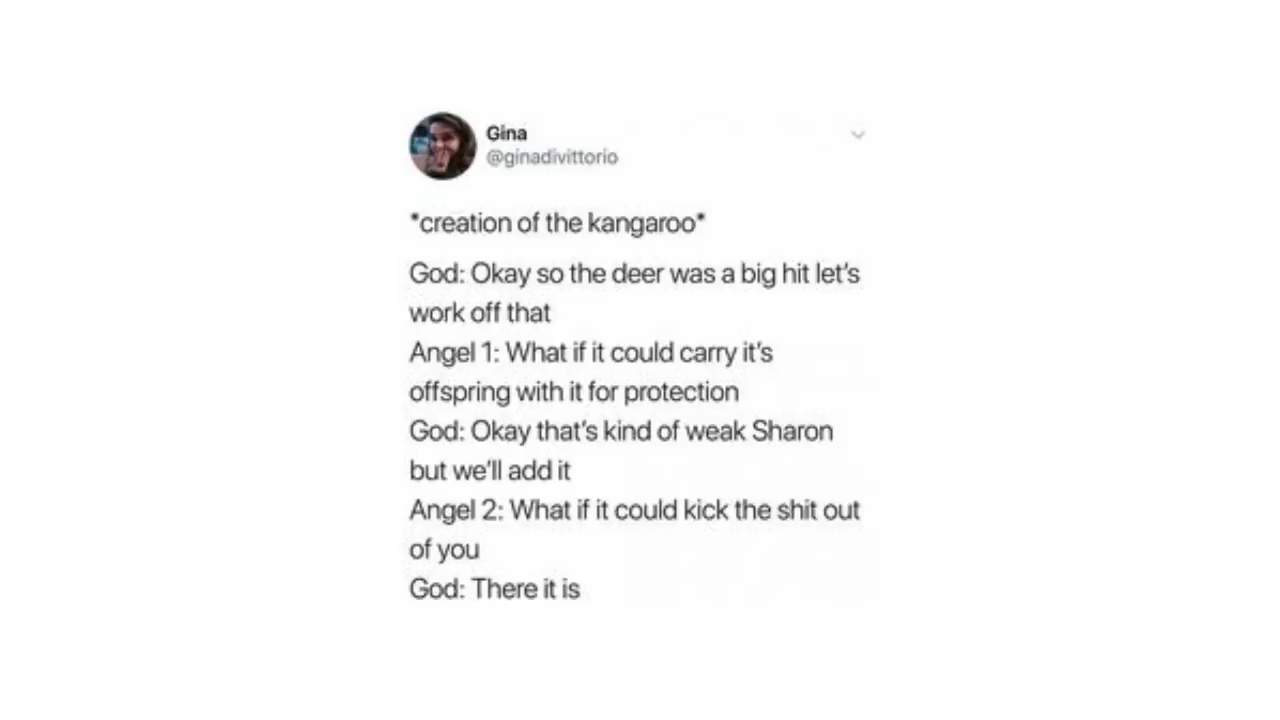 Gina
@ginadivittorio
*creation of the kangaroo*
God: Okay so the deer was a big hit let's
work off that
Angel 1: What if it could carry it's
offspring with it for protection
God: Okay that's kind of weak Sharon
but we'll add it
Angel 2: What if it could kick the shit out
of you
God: There it is